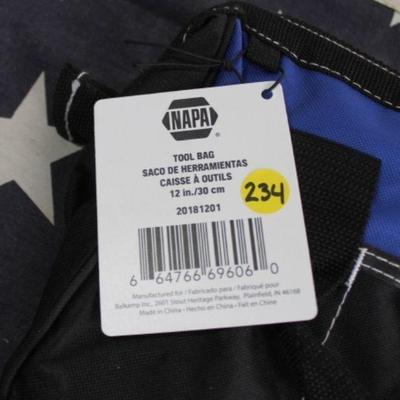 NAPA
TOOL BAG
SACO DE HERRAMIENTAS
CAISSE À OUTILS
12 in./30 cm
234
20181201
6 64766 69606 0
Manufactured for / Fabricado para / Fabriqué pour
Balkamp Inc., 2601 Stout Heritage Parkway, Plainfield, IN 46168
Made in China • Hecho en China • Fait en Chine